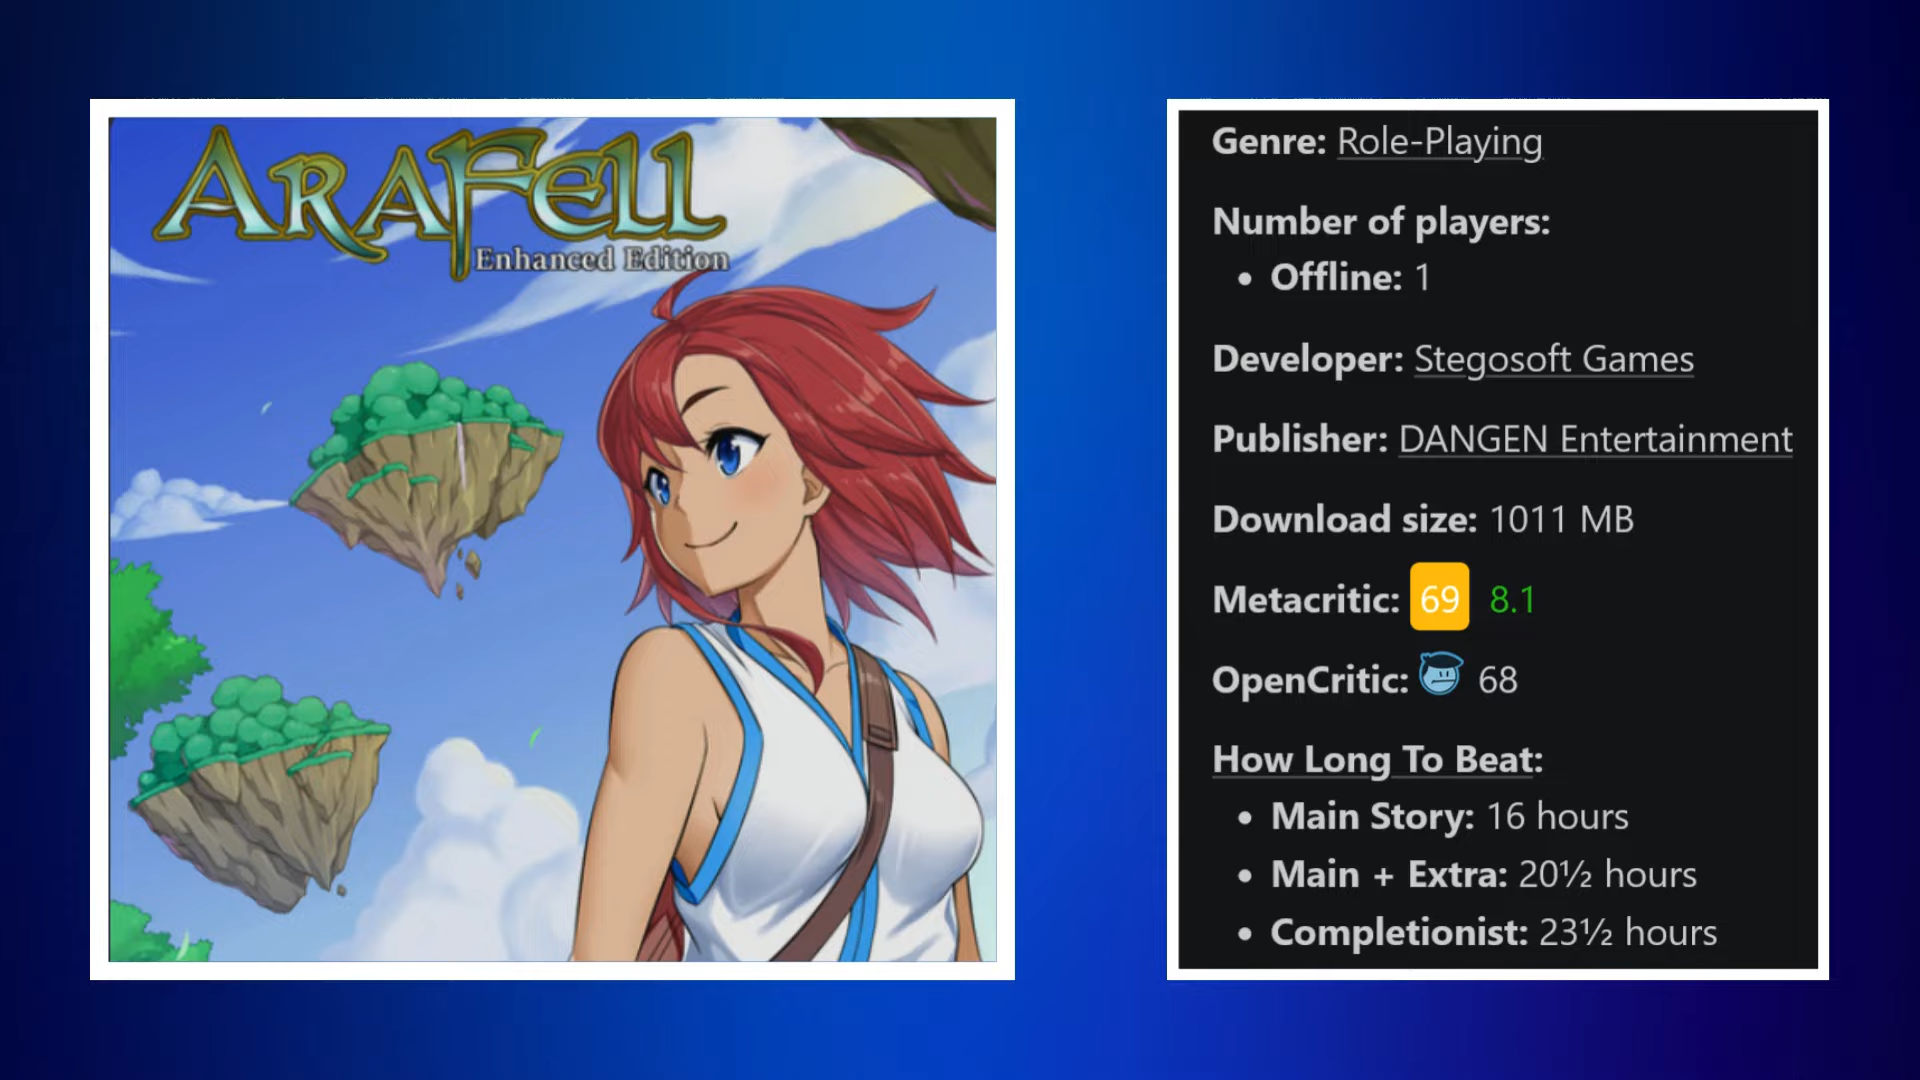 ARAFELL
Enhanced Edition
Genre: Role-Playing
Number of players:
• Offline: 1
Developer: Stegosoft Games
Publisher: DANGEN Entertainment
Download size: 1011 MB
Metacritic: 69 8.1
OpenCritic: 68
How Long To Beat:
• Main Story: 16 hours
• Main + Extra: 20½ hours
• Completionist: 23½ hours